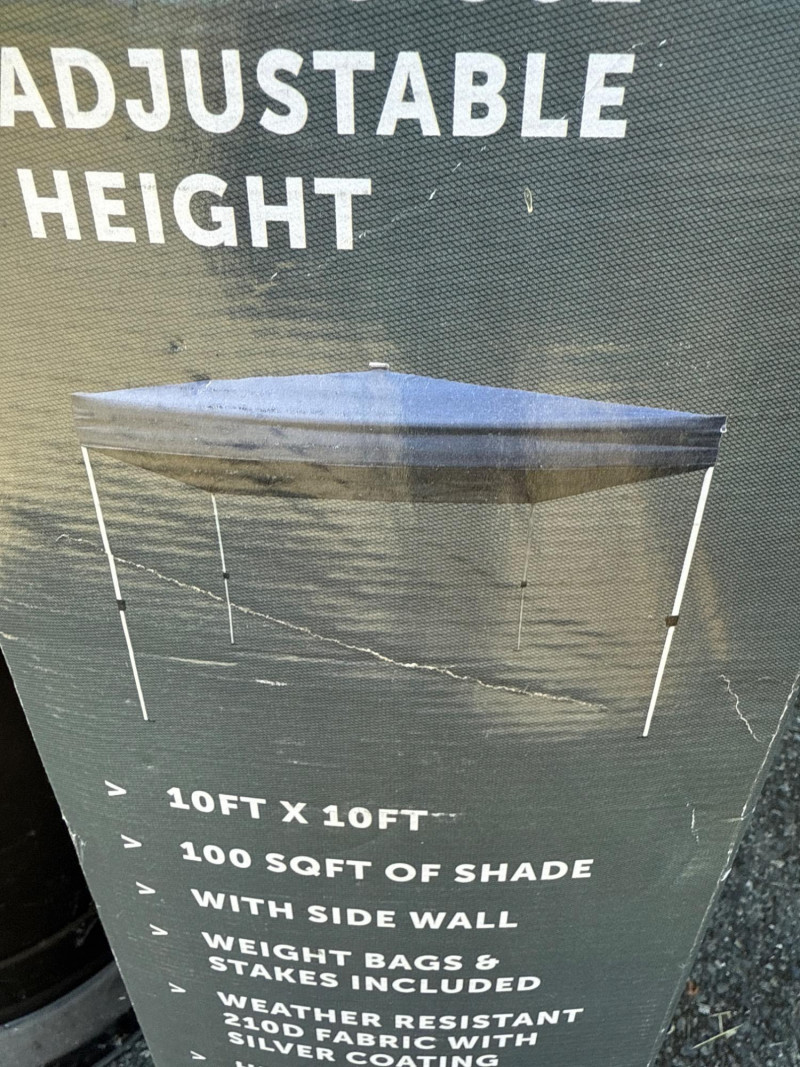 ADJUSTABLE
HEIGHT
> 10FT X 10FT
> 100 SQFT OF SHADE
> WITH SIDE WALL
> WEIGHT BAGS &
STAKES INCLUDED
> WEATHER RESISTANT
210D FABRIC WITH
SILVER COATING
>